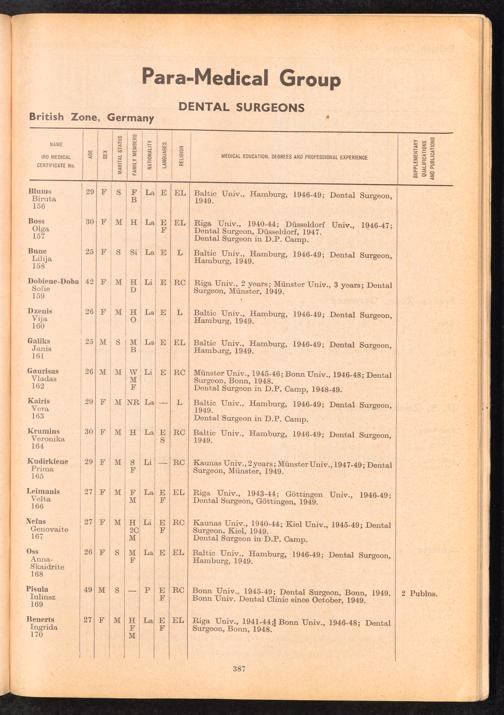 Para-Medical Group
DENTAL SURGEONS
British Zone, Germany
NAME
IRO MEDICAL
CERTIFICATE No.
AGE
SEX
MARITAL STATUS
FAMILY MEMBERS
NATIONALITY
LANGUAGES
RELIGION
MEDICAL EDUCATION, DEGREES AND PROFESSIONAL EXPERIENCE
SUPPLEMENTARY
QUALIFICATIONS
AND PUBLICATIONS
Blums 29 F S F La E EL Baltic Univ., Hamburg, 1946-49; Dental Surgeon,
Biruta B 1949.
156
Boss 30 F M H La E EL Riga Univ., 1940-44; Düsseldorf Univ., 1946-47;
Olga F Dental Surgeon, Düsseldorf, 1947.
157 Dental Surgeon in D.P. Camp.
Bune 25 F S Si La E L Baltic Univ., Hamburg, 1946-49; Dental Surgeon,
Lilija Hamburg, 1949.
158
Dobiene-Doba 42 F M H Li E RC Riga Univ., 2 years; Münster Univ., 3 years; Dental
Sofie D Surgeon, Münster, 1949.
159
Dzenis 26 F M H La E L Baltic Univ., Hamburg, 1946-49; Dental Surgeon,
Vija O Hamburg, 1949.
160
Galiks 25 M S M La E EL Baltic Univ., Hamburg, 1946-49; Dental Surgeon,
Janis B Hamburg, 1949.
161
Gaurisas 26 M M W Li E RC Münster Univ., 1945-46; Bonn Univ., 1946-48; Dental
Vladas M Surgeon, Bonn, 1948.
162 F Dental Surgeon in D.P. Camp, 1948-49.
Kairis 29 F M NR La — L Baltic Univ., Hamburg, 1946-49; Dental Surgeon,
Vera 1949.
163 Dental Surgeon in D.P. Camp.
Krumins 30 F M H La E RC Baltic Univ., Hamburg, 1946-49; Dental Surgeon,
Veronika S 1949.
164
Kudirkiene 29 F M S Li — RC Kaunas Univ., 2 years; Münster Univ., 1947-49; Dental
Prima F Surgeon, Münster, 1949.
165
Leimanis 27 F M F La E EL Riga Univ., 1943-44; Göttingen Univ., 1946-49;
Velta M F Dental Surgeon, Göttingen, 1949.
166
Nefas 27 F M H Li E RC Kaunas Univ., 1940-44; Kiel Univ., 1945-49; Dental
Genovaite 2C F Surgeon, Kiel, 1949.
167 M Dental Surgeon in D.P. Camp.
Oss 26 F S M La E EL Baltic Univ., Hamburg, 1946-49; Dental Surgeon,
Anna- F Hamburg, 1949.
Skaidrite
168
Pisula 49 M S — P E RC Bonn Univ., 1945-49; Dental Surgeon, Bonn, 1949. 2 Publns.
Inlinsz F Bonn Univ. Dental Clinic since October, 1949.
169
Renerts 27 F M H La E EL Riga Univ., 1941-44; Bonn Univ., 1946-48; Dental
Ingrida F F Surgeon, Bonn, 1948.
170 M
387